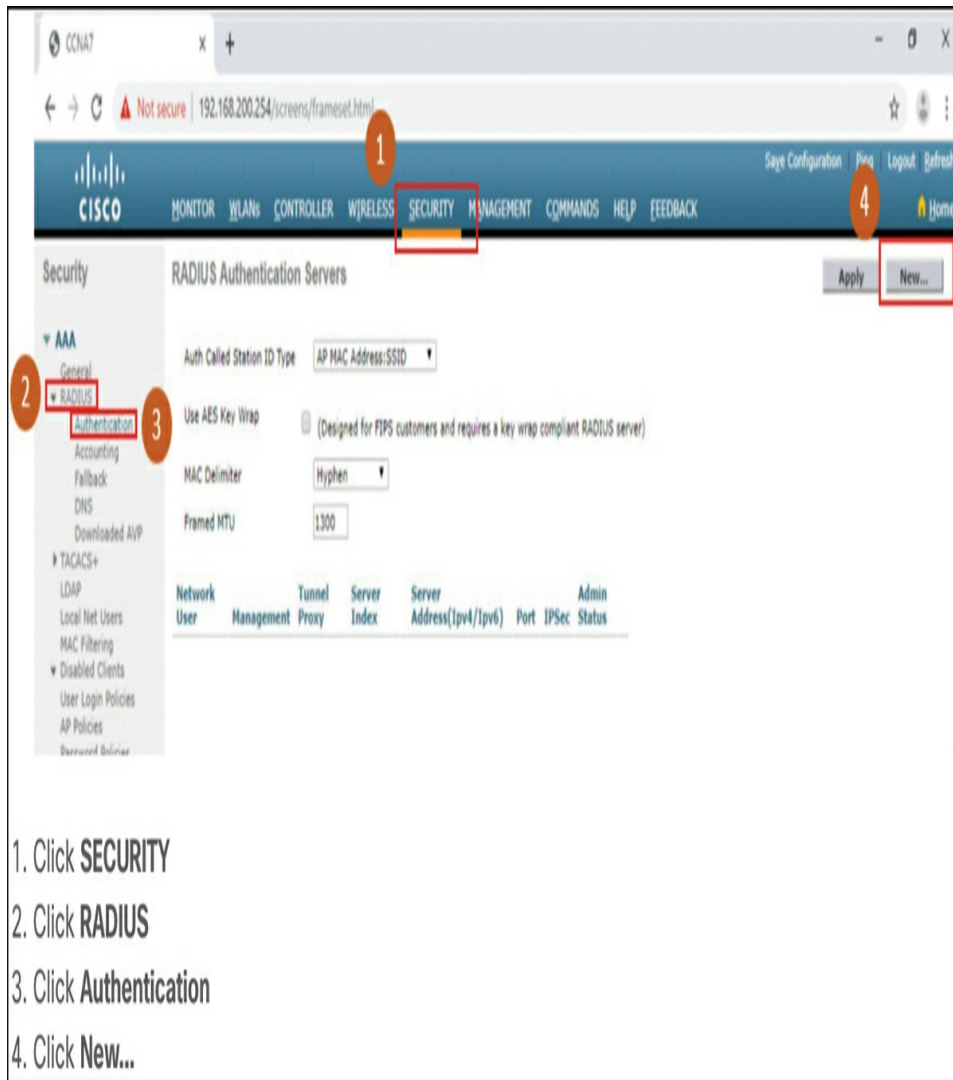 CCNA7
Not secure | 192.168.200.254/screens/frameset.html
1
Save Configuration Ping Logout Refresh
CISCO
MONITOR WLANs CONTROLLER WIRELESS SECURITY MANAGEMENT COMMANDS HELP FEEDBACK
4
Home
Security
RADIUS Authentication Servers
Apply New...
AAA
General
2
RADIUS
Authentication
3
Accounting
Fallback
DNS
Downloaded AVP
TACACS+
LDAP
Local Net Users
MAC Filtering
Disabled Clients
User Login Policies
AP Policies
Password Policies
Auth Called Station ID Type AP MAC Address:SSID
Use AES Key Wrap (Designed for FIPS customers and requires a key wrap compliant RADIUS server)
MAC Delimiter Hyphen
Framed MTU 1300
Network Tunnel Server Server Admin
User Management Proxy Index Address(Ipv4/Ipv6) Port IPSec Status
1. Click SECURITY
2. Click RADIUS
3. Click Authentication
4. Click New...